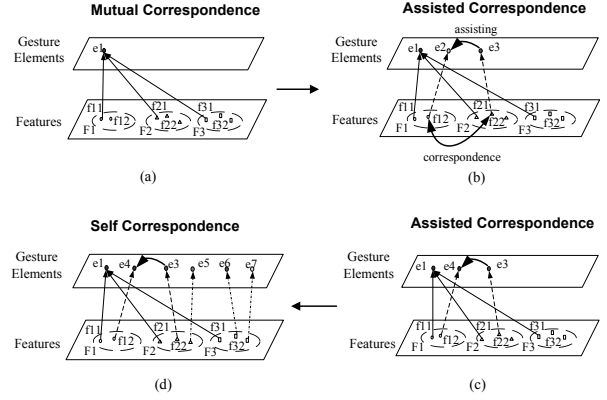 Mutual Correspondence
Gesture
Elements
e1
f11
f12
F1
f21
f22
F2
f31
f32
F3
Features
(a)
Assisted Correspondence
assisting
Gesture
Elements
e1
e2
e3
f11
f12
F1
f21
f22
F2
f31
f32
F3
Features
correspondence
(b)
Self Correspondence
Gesture
Elements
e1
e4
e3
e5
e6
e7
f11
f12
F1
f21
f22
F2
f31
f32
F3
Features
(d)
Assisted Correspondence
Gesture
Elements
e1
e4
e3
f11
f12
F1
f21
f22
F2
f31
f32
F3
Features
(c)